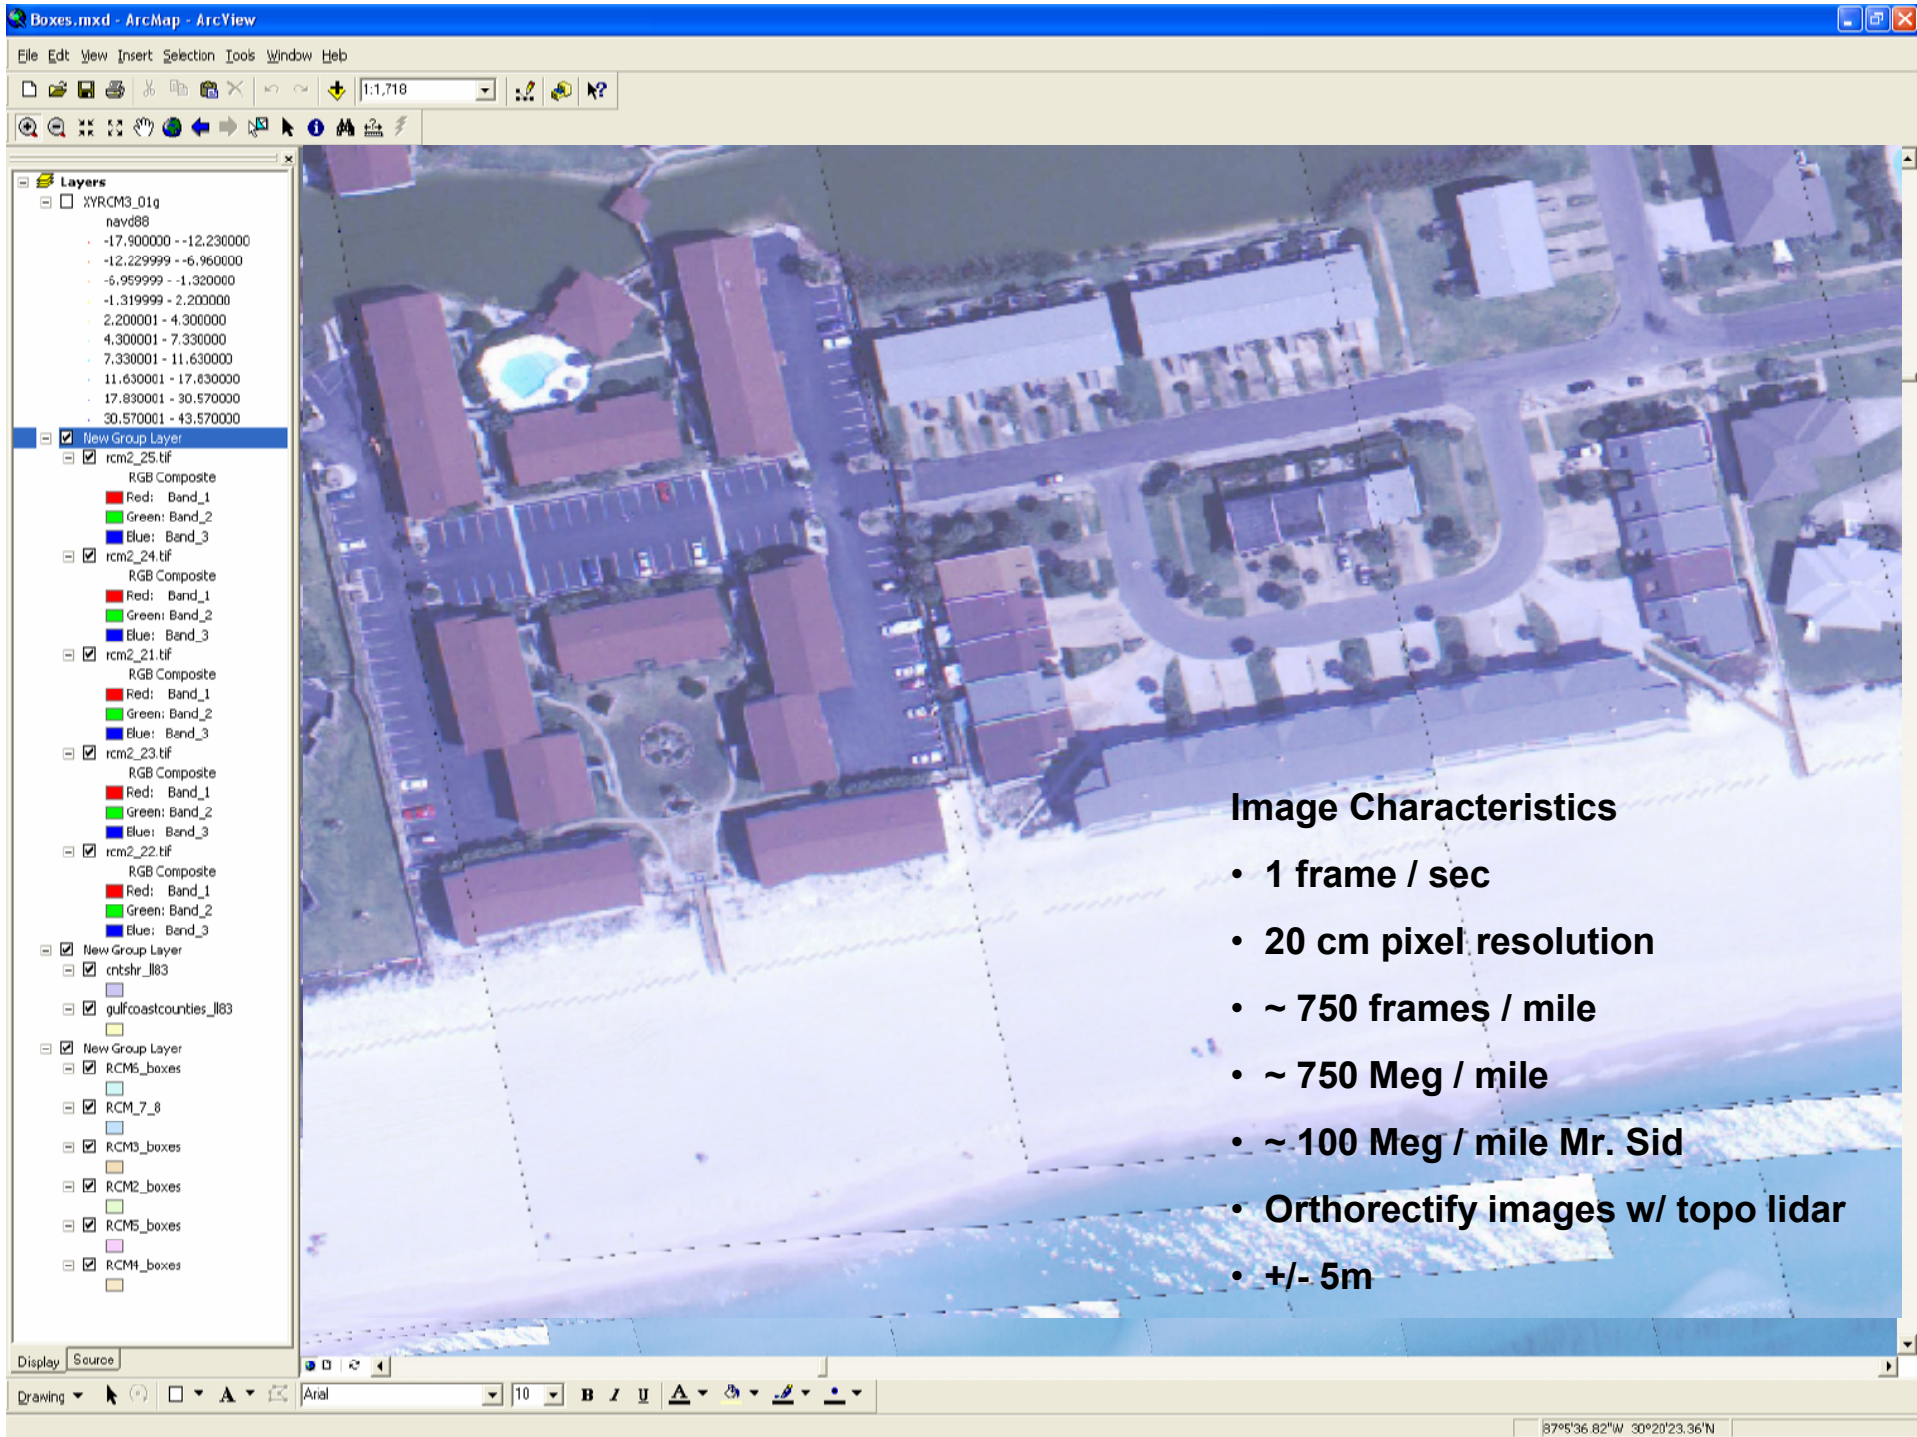 Boxes.mxd - ArcMap - ArcView
File Edit View Insert Selection Tools Window Help
1:1,718
Layers
XYRCM3_01g
navd88
-17.900000 - -12.230000
-12.229999 - -6.960000
-6.959999 - -1.320000
-1.319999 - 2.200000
2.200001 - 4.300000
4.300001 - 7.330000
7.330001 - 11.630000
11.630001 - 17.830000
17.830001 - 30.570000
30.570001 - 43.570000
New Group Layer
rcm2_25.tif
RGB Composite
Red: Band_1
Green: Band_2
Blue: Band_3
rcm2_24.tif
RGB Composite
Red: Band_1
Green: Band_2
Blue: Band_3
rcm2_21.tif
RGB Composite
Red: Band_1
Green: Band_2
Blue: Band_3
rcm2_23.tif
RGB Composite
Red: Band_1
Green: Band_2
Blue: Band_3
rcm2_22.tif
RGB Composite
Red: Band_1
Green: Band_2
Blue: Band_3
New Group Layer
cntshr_ll83
gulfcoastcounties_ll83
New Group Layer
RCM6_boxes
RCM_7_8
RCM3_boxes
RCM2_boxes
RCM5_boxes
RCM4_boxes
Image Characteristics
• 1 frame / sec
• 20 cm pixel resolution
• ~ 750 frames / mile
• ~ 750 Meg / mile
• ~ 100 Meg / mile Mr. Sid
• Orthorectify images w/ topo lidar
• +/- 5m
Display Source
Drawing A Arial 10 B I U A
87°5'36.82"W 30°20'23.36"N